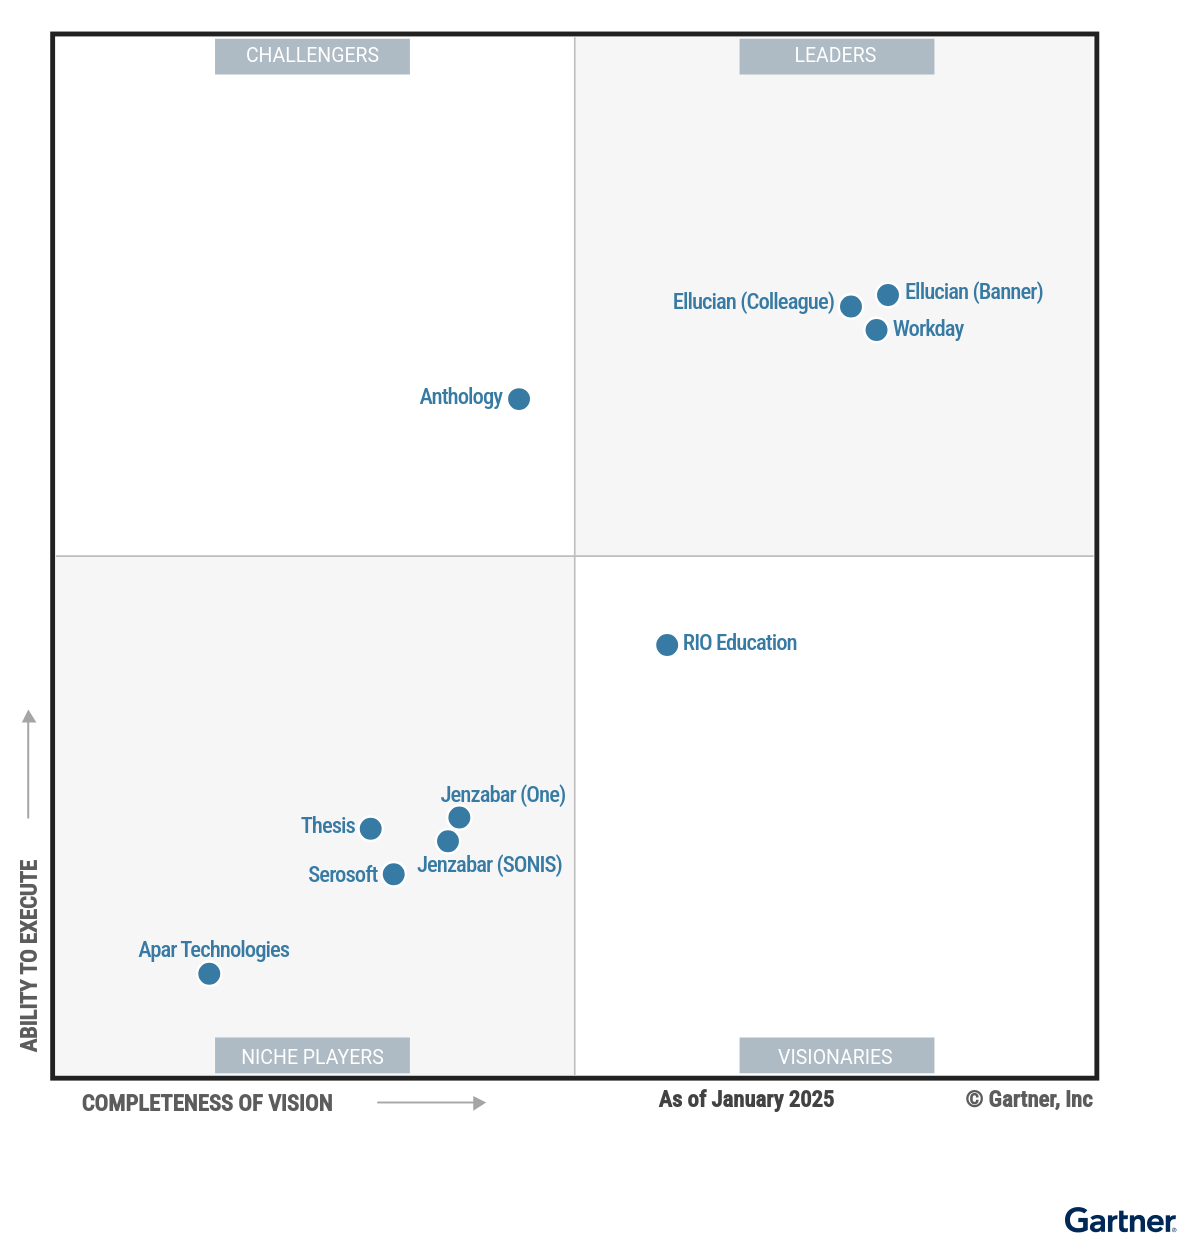 CHALLENGERS
LEADERS
Ellucian (Colleague)
Ellucian (Banner)
Workday
Anthology
RIO Education
Jenzabar (One)
Thesis
Jenzabar (SONIS)
Serosoft
Apar Technologies
NICHE PLAYERS
VISIONARIES
ABILITY TO EXECUTE
COMPLETENESS OF VISION
As of January 2025
© Gartner, Inc
Gartner®